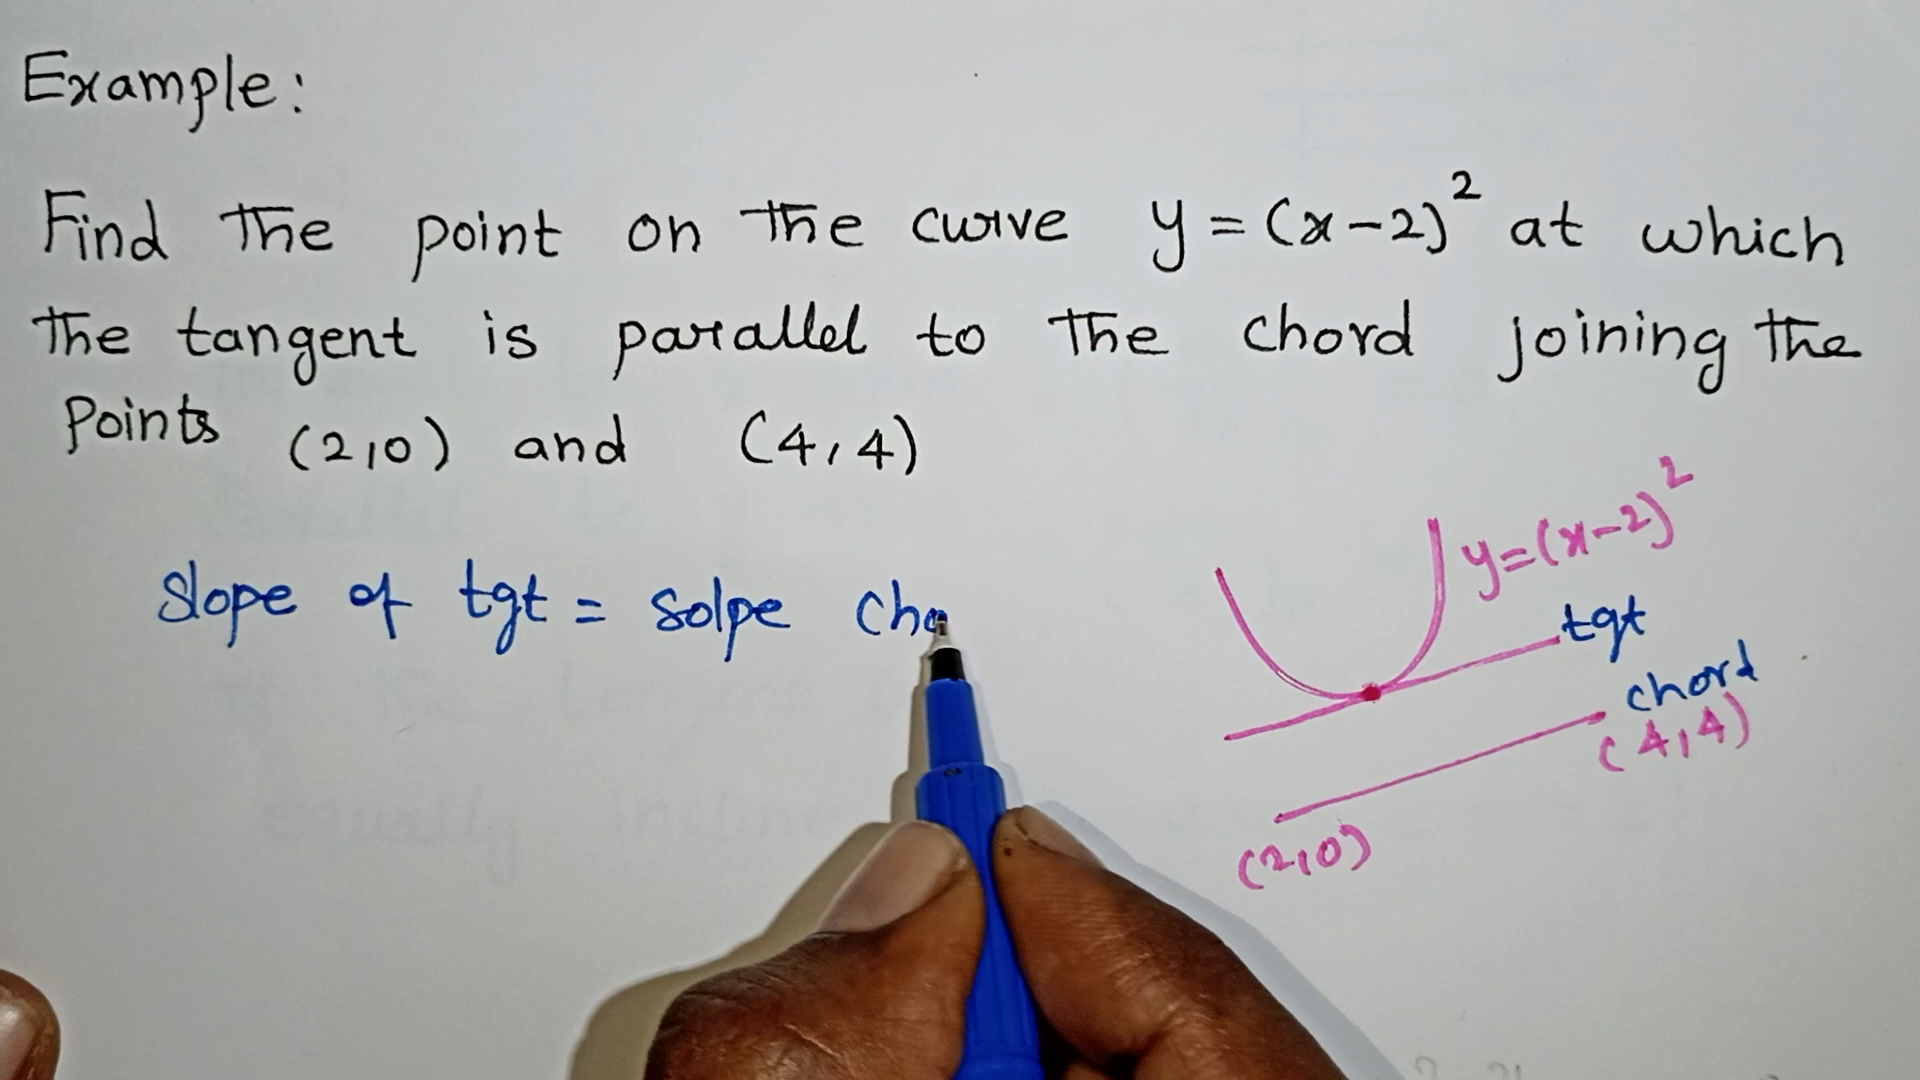 Example:
Find the point on the curve y = (x-2)² at which
the tangent is parallel to the chord joining the
Points (2,0) and (4,4)
Slope of tgt = Solpe Cho
y=(x-2)²
tgt
chord
(4,4)
(2,0)